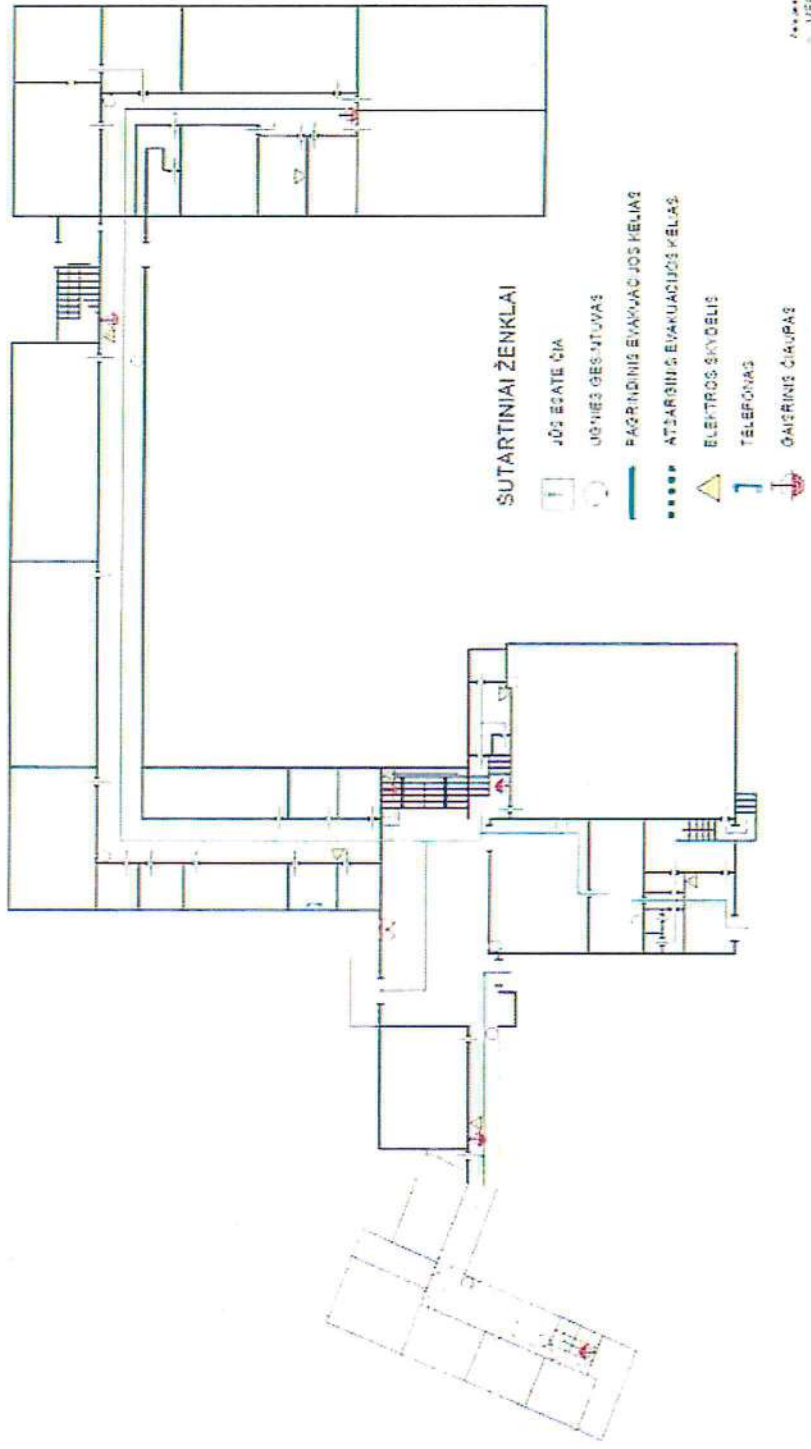 SUTARTINIAI ŽENKLAI
JŪS ESATE ČIA
UGNIES GESINTUVAS
PAGRINDINIS EVAKUACIJOS KELIAS
ATSARGINIS EVAKUACIJOS KELIAS
ELEKTROS SKYDELIS
TELEFONAS
GAISRINIS ČIAUPAS